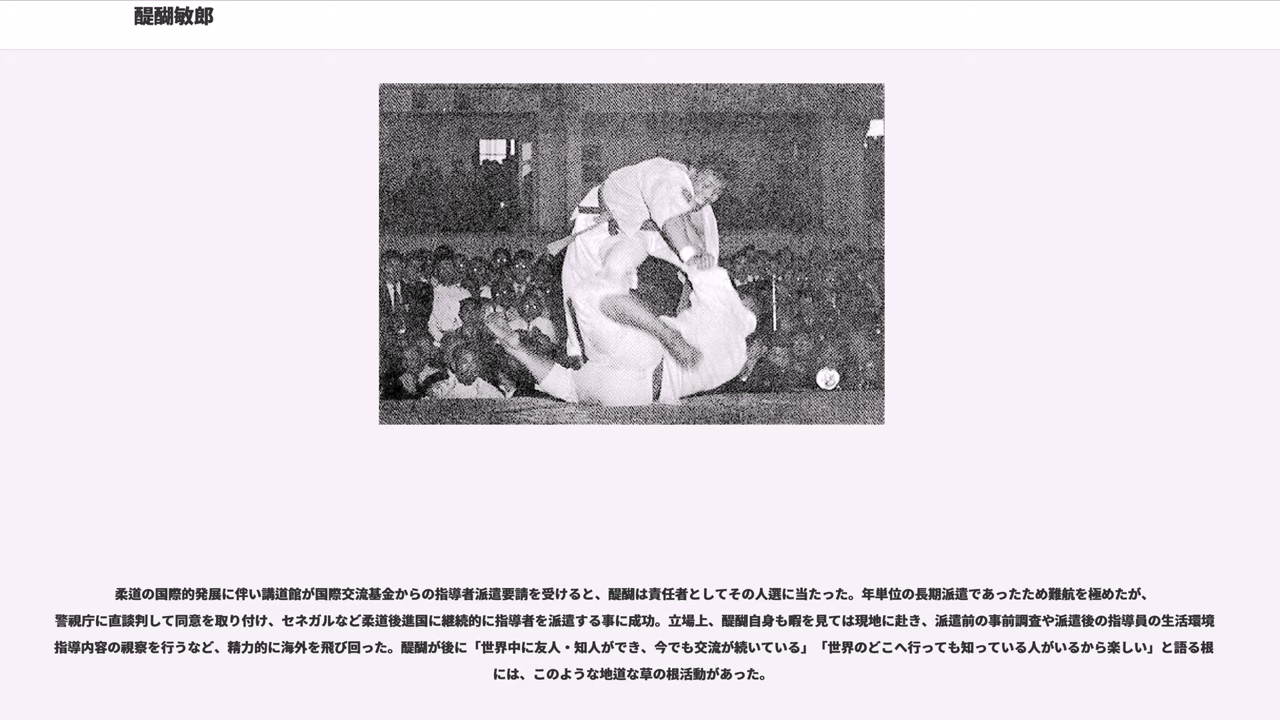 醍醐敏郎
柔道の国際的発展に伴い講道館が国際交流基金からの指導者派遣要請を受けると、醍醐は責任者としてその人選に当たった。年単位の長期派遣であったため難航を極めたが、
警視庁に直談判して同意を取り付け、セネガルなど柔道後進国に継続的に指導者を派遣する事に成功。立場上、醍醐自身も暇を見ては現地に赴き、派遣前の事前調査や派遣後の指導員の生活環境
指導内容の視察を行うなど、精力的に海外を飛び回った。醍醐が後に「世界中に友人・知人ができ、今でも交流が続いている」「世界のどこへ行っても知っている人がいるから楽しい」と語る根
には、このような地道な草の根活動があった。